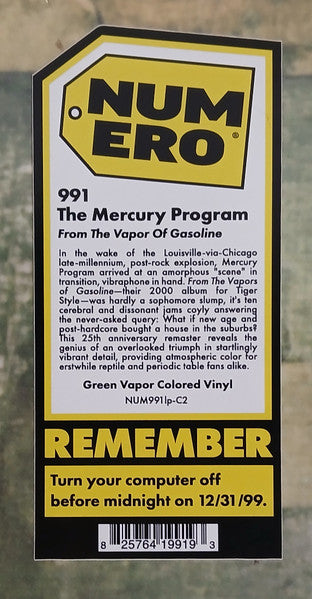 NUM
ERO®
991
The Mercury Program
From The Vapor Of Gasoline
In the wake of the Louisville-via-Chicago
late-millennium, post-rock explosion, Mercury
Program arrived at an amorphous "scene" in
transition, vibraphone in hand. From The Vapors
of Gasoline—their 2000 album for Tiger
Style—was hardly a sophomore slump, it's ten
cerebral and dissonant jams coyly answering
the never-asked query: What if new age and
post-hardcore bought a house in the suburbs?
This 25th anniversary remaster reveals the
genius of an overlooked triumph in startlingly
vibrant detail, providing atmospheric color for
erstwhile reptile and periodic table fans alike.
Green Vapor Colored Vinyl
NUM991lp-C2
REMEMBER
Turn your computer off
before midnight on 12/31/99.
8 25764 19919 3